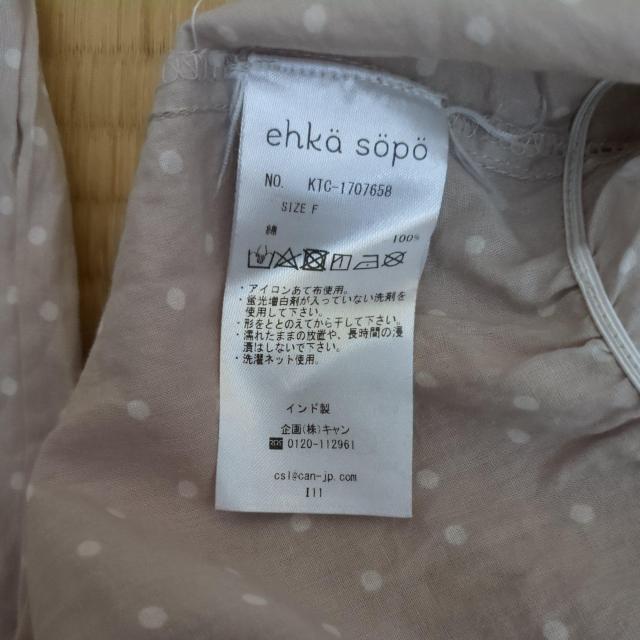 ehkä söpö
NO. KTC-1707658
SIZE F
綿 100%
・アイロンあて布使用。
・蛍光増白剤が入っていない洗剤を
使用して下さい。
・形をととのえてから干して下さい。
・濡れたままの放置や、長時間の浸
漬はしないで下さい。
・洗濯ネット使用。
インド製
企画(株)キャン
0120-112961
csl@can-jp.com
I11